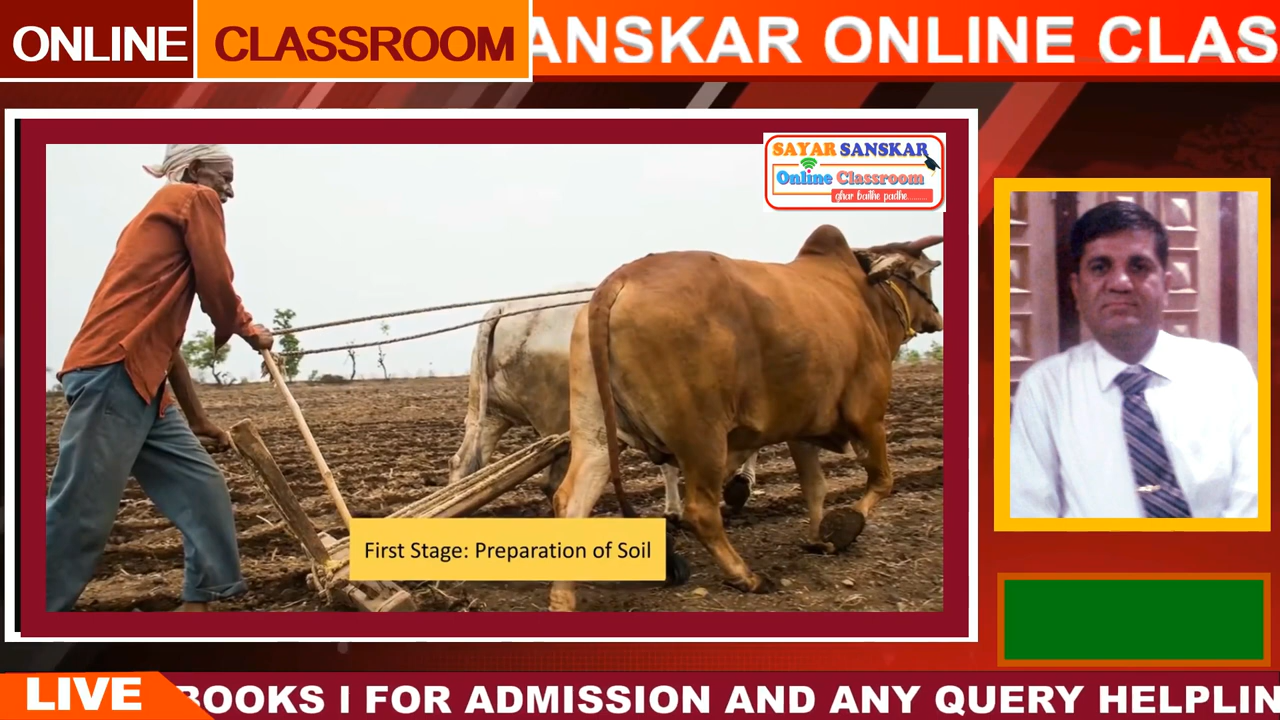 ONLINE CLASSROOM
ANSKAR ONLINE CLAS
SAYAR SANSKAR
Online Classroom
ghar baithe padhe..........
First Stage: Preparation of Soil
LIVE
BOOKS I FOR ADMISSION AND ANY QUERY HELPLIN